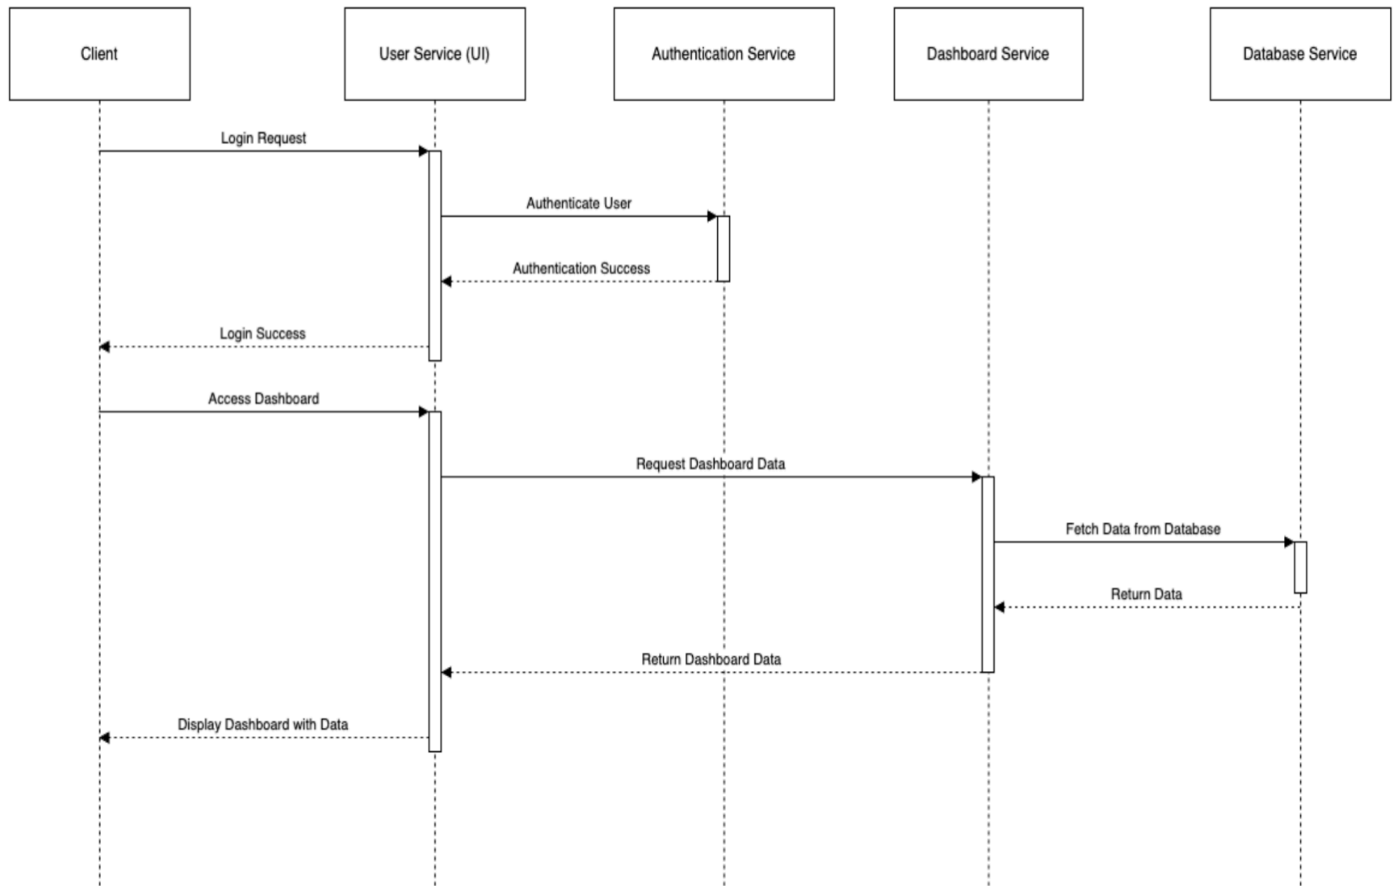 Client
User Service (UI)
Authentication Service
Dashboard Service
Database Service
Login Request
Authenticate User
Authentication Success
Login Success
Access Dashboard
Request Dashboard Data
Fetch Data from Database
Return Data
Return Dashboard Data
Display Dashboard with Data